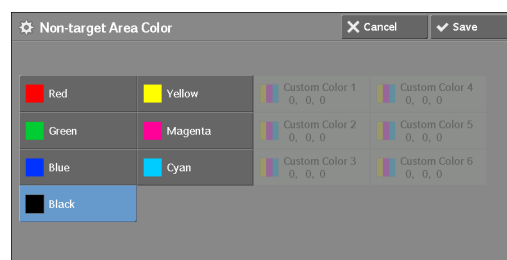 Non-target Area Color
Cancel
Save
Red
Yellow
Custom Color 1
0, 0, 0
Custom Color 4
0, 0, 0
Green
Magenta
Custom Color 2
0, 0, 0
Custom Color 5
0, 0, 0
Blue
Cyan
Custom Color 3
0, 0, 0
Custom Color 6
0, 0, 0
Black